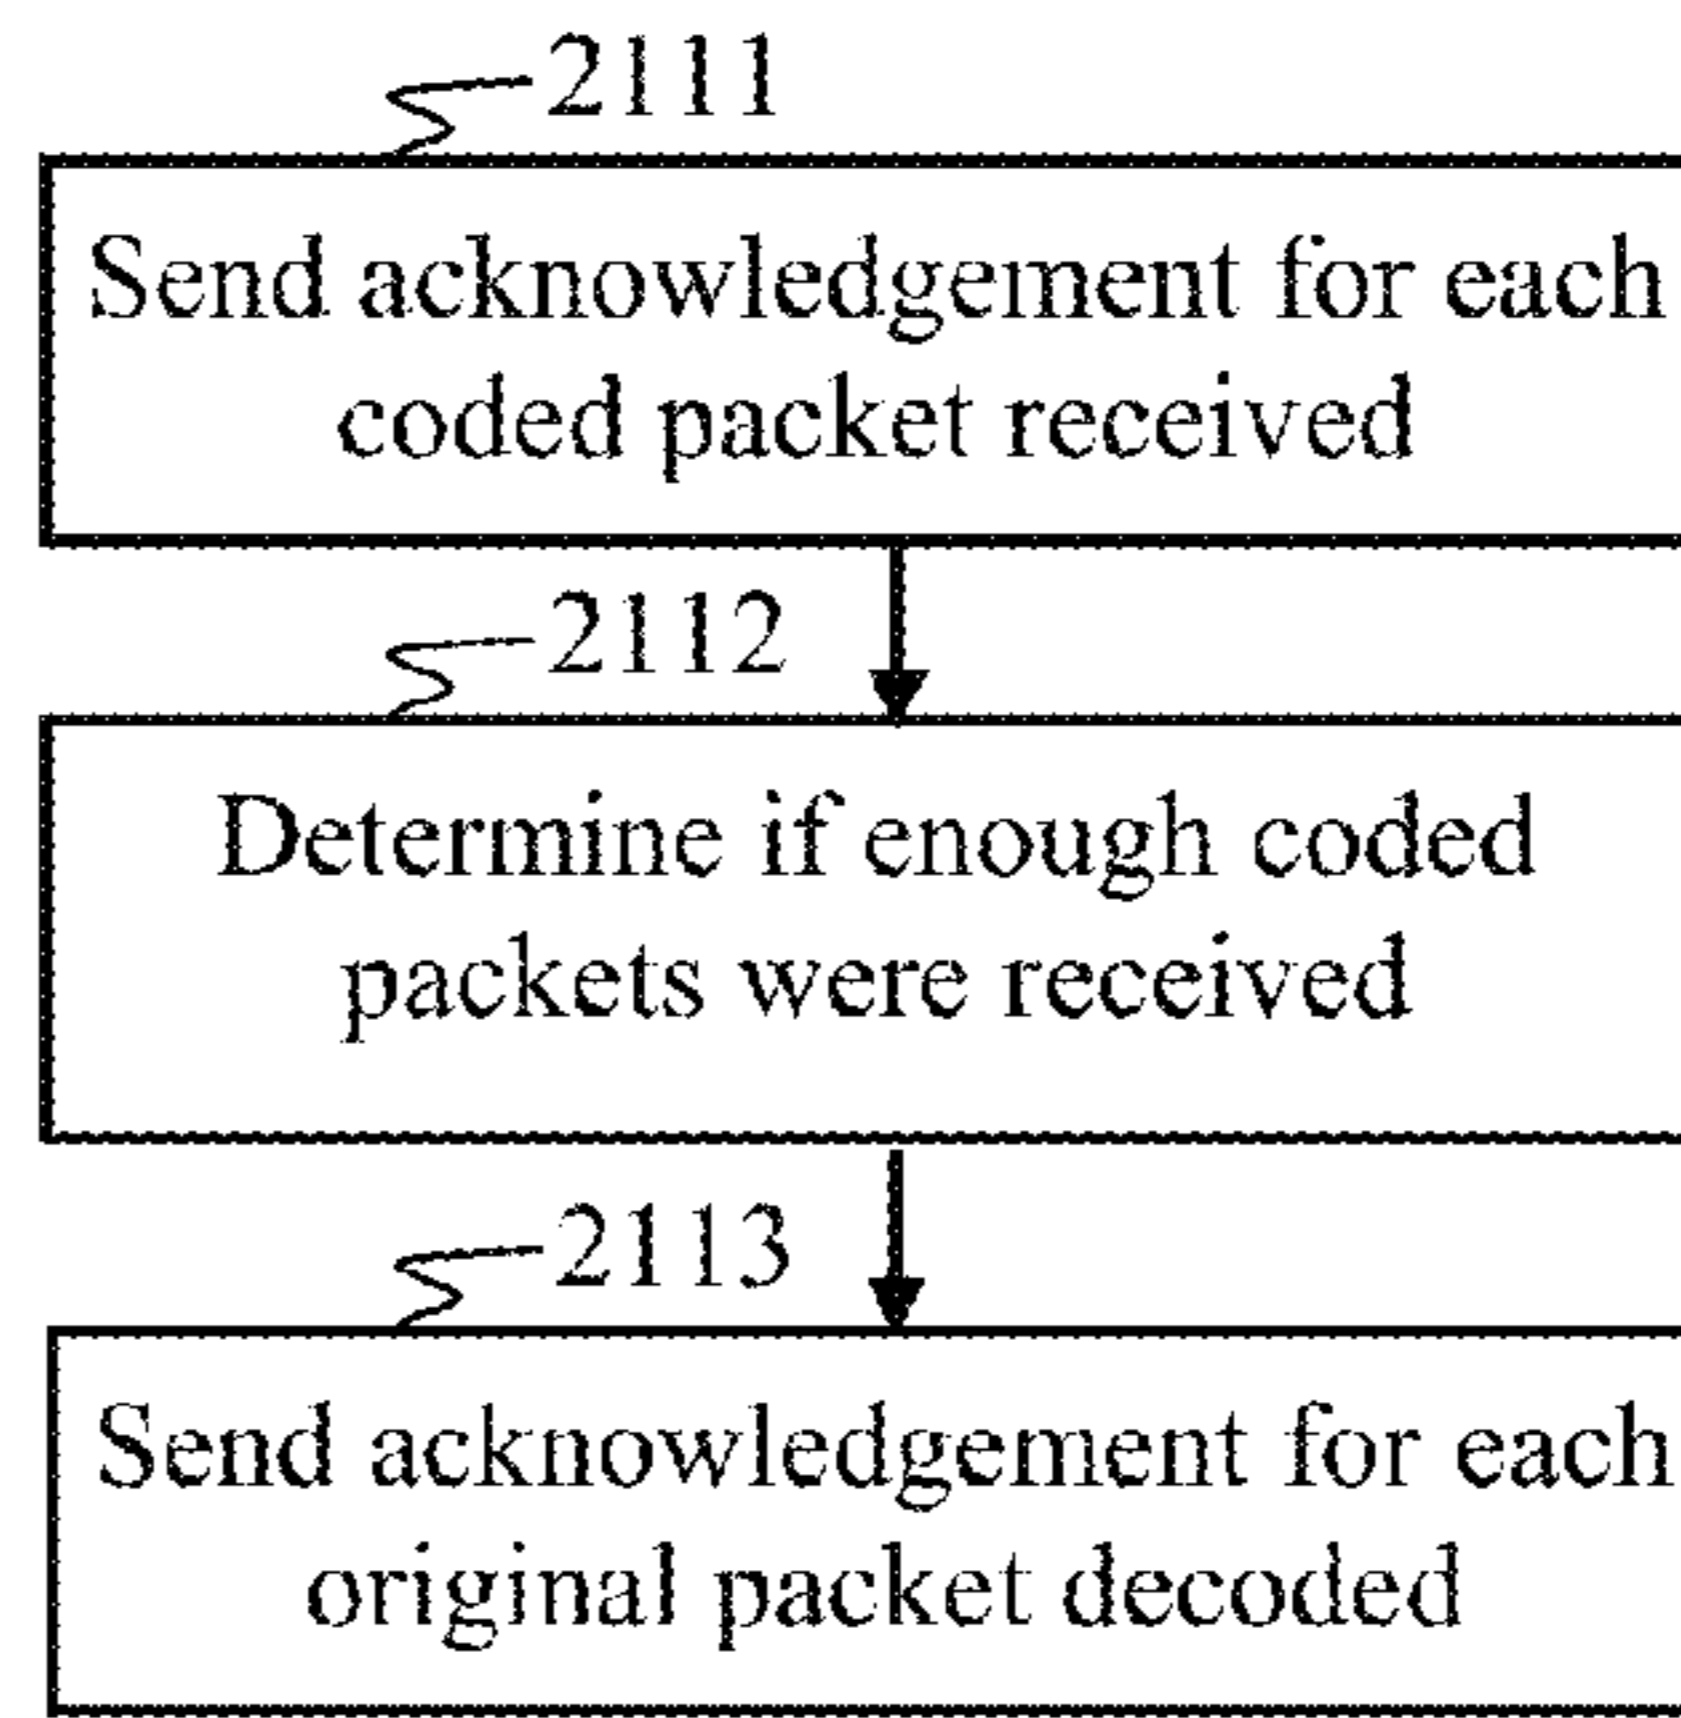 2111
Send acknowledgement for each
coded packet received
2112
Determine if enough coded
packets were received
2113
Send acknowledgement for each
original packet decoded